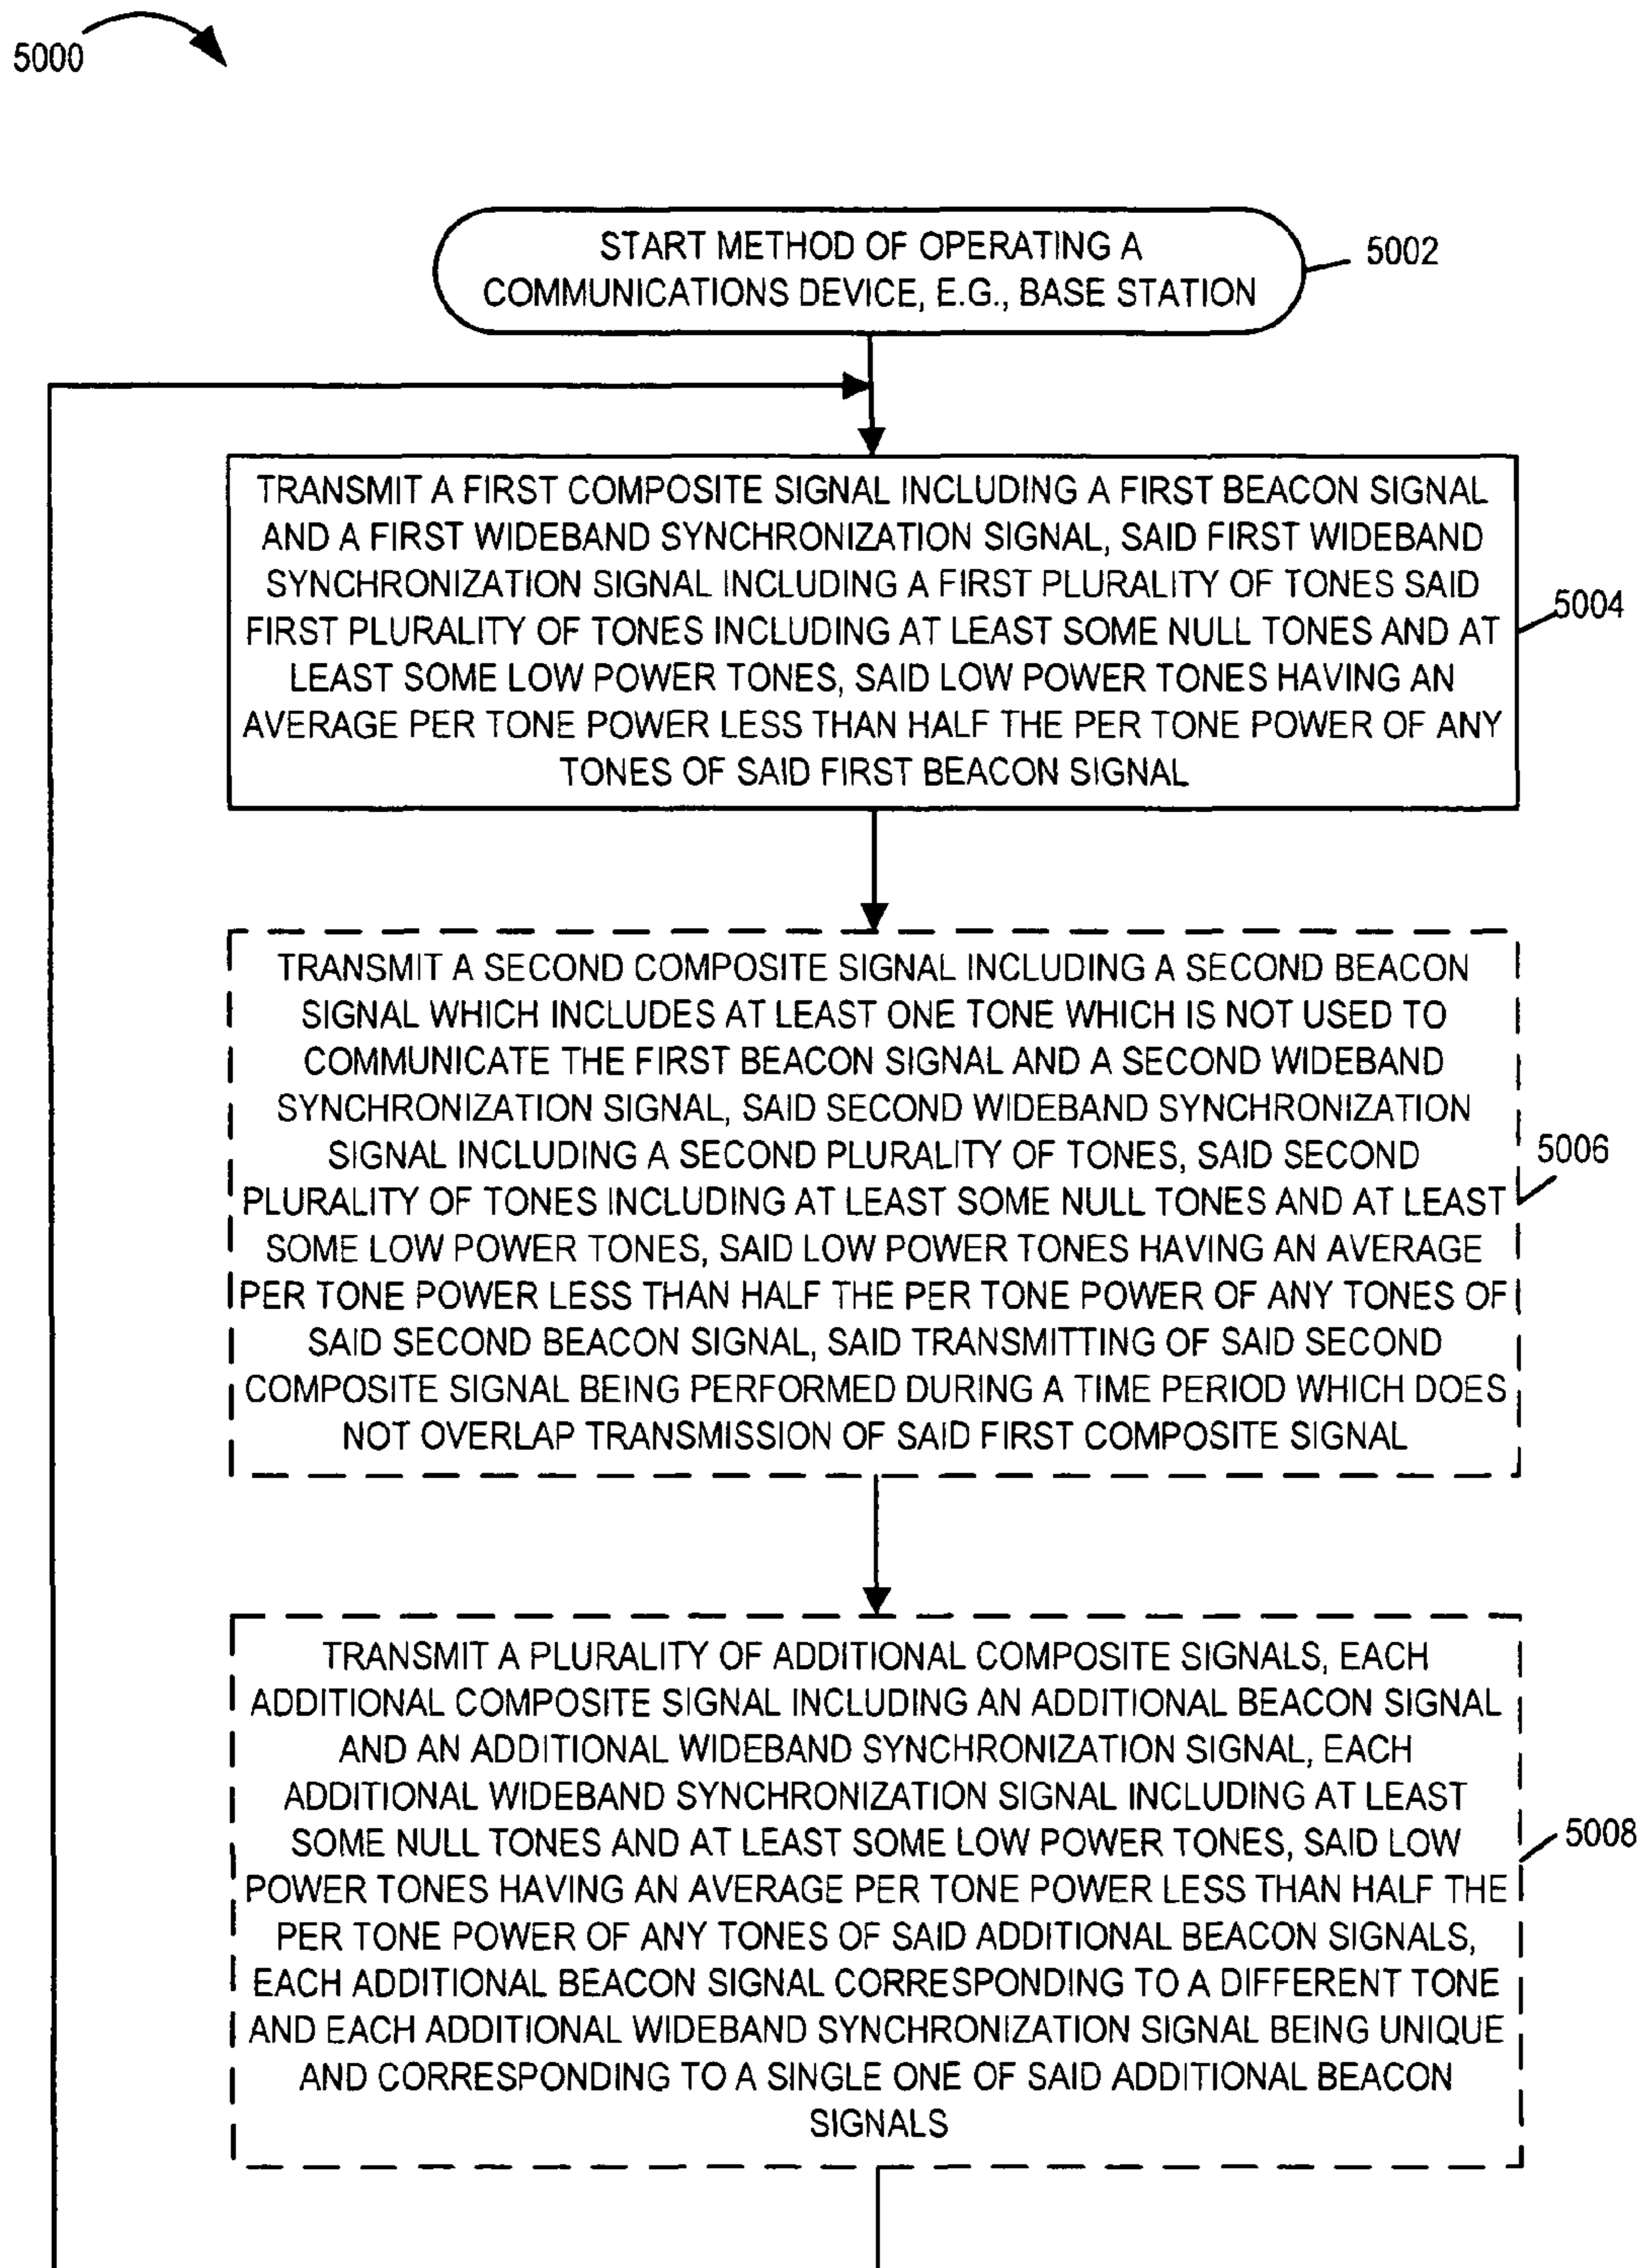 5000
START METHOD OF OPERATING A
COMMUNICATIONS DEVICE, E.G., BASE STATION
5002
TRANSMIT A FIRST COMPOSITE SIGNAL INCLUDING A FIRST BEACON SIGNAL
AND A FIRST WIDEBAND SYNCHRONIZATION SIGNAL, SAID FIRST WIDEBAND
SYNCHRONIZATION SIGNAL INCLUDING A FIRST PLURALITY OF TONES SAID
FIRST PLURALITY OF TONES INCLUDING AT LEAST SOME NULL TONES AND AT
LEAST SOME LOW POWER TONES, SAID LOW POWER TONES HAVING AN
AVERAGE PER TONE POWER LESS THAN HALF THE PER TONE POWER OF ANY
TONES OF SAID FIRST BEACON SIGNAL
5004
TRANSMIT A SECOND COMPOSITE SIGNAL INCLUDING A SECOND BEACON
SIGNAL WHICH INCLUDES AT LEAST ONE TONE WHICH IS NOT USED TO
COMMUNICATE THE FIRST BEACON SIGNAL AND A SECOND WIDEBAND
SYNCHRONIZATION SIGNAL, SAID SECOND WIDEBAND SYNCHRONIZATION
SIGNAL INCLUDING A SECOND PLURALITY OF TONES, SAID SECOND
PLURALITY OF TONES INCLUDING AT LEAST SOME NULL TONES AND AT LEAST
SOME LOW POWER TONES, SAID LOW POWER TONES HAVING AN AVERAGE
PER TONE POWER LESS THAN HALF THE PER TONE POWER OF ANY TONES OF
SAID SECOND BEACON SIGNAL, SAID TRANSMITTING OF SAID SECOND
COMPOSITE SIGNAL BEING PERFORMED DURING A TIME PERIOD WHICH DOES
NOT OVERLAP TRANSMISSION OF SAID FIRST COMPOSITE SIGNAL
5006
TRANSMIT A PLURALITY OF ADDITIONAL COMPOSITE SIGNALS, EACH
ADDITIONAL COMPOSITE SIGNAL INCLUDING AN ADDITIONAL BEACON SIGNAL
AND AN ADDITIONAL WIDEBAND SYNCHRONIZATION SIGNAL, EACH
ADDITIONAL WIDEBAND SYNCHRONIZATION SIGNAL INCLUDING AT LEAST
SOME NULL TONES AND AT LEAST SOME LOW POWER TONES, SAID LOW
POWER TONES HAVING AN AVERAGE PER TONE POWER LESS THAN HALF THE
PER TONE POWER OF ANY TONES OF SAID ADDITIONAL BEACON SIGNALS,
EACH ADDITIONAL BEACON SIGNAL CORRESPONDING TO A DIFFERENT TONE
AND EACH ADDITIONAL WIDEBAND SYNCHRONIZATION SIGNAL BEING UNIQUE
AND CORRESPONDING TO A SINGLE ONE OF SAID ADDITIONAL BEACON
SIGNALS
5008